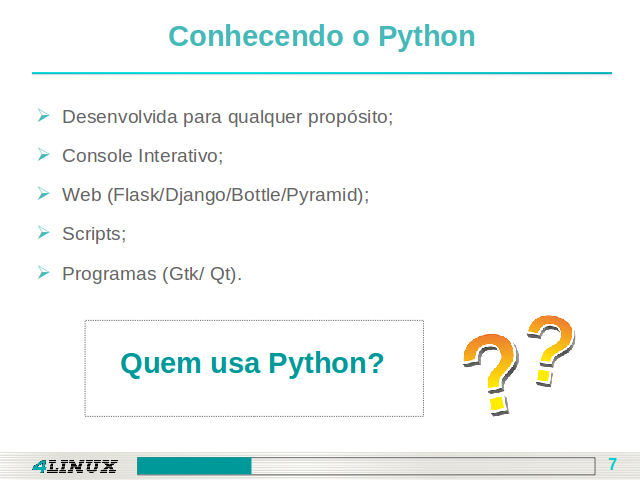 Conhecendo o Python
Desenvolvida para qualquer propósito;
Console Interativo;
Web (Flask/Django/Bottle/Pyramid);
Scripts;
Programas (Gtk/ Qt).
Quem usa Python?
??
4LINUX
7